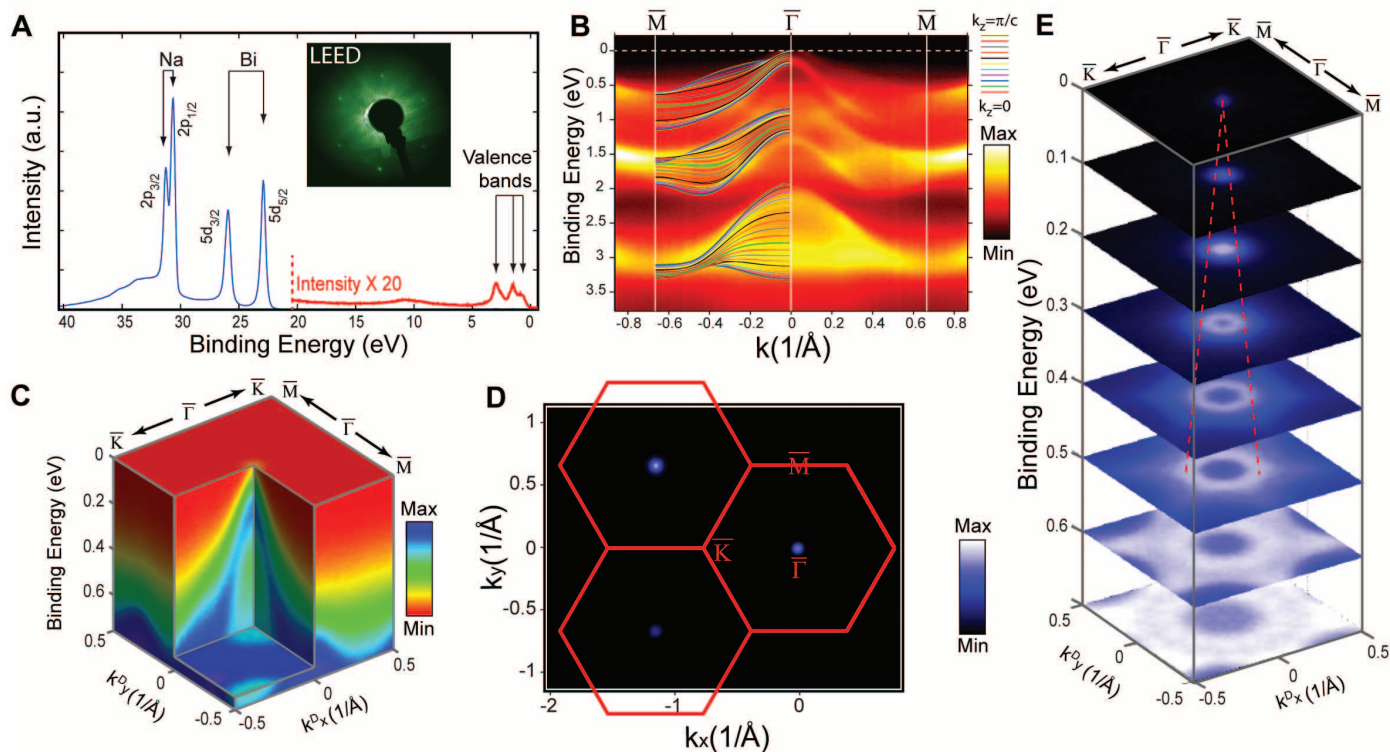 A
Na
Bi
LEED
2p1/2
2p3/2
5d3/2
5d5/2
Valence
bands
Intensity X 20
Intensity (a.u.)
40 35 30 25 20 15 10 5 0
Binding Energy (eV)
B
M̅ Γ̅ M̅
kz=π/c
kz=0
Max
Min
0
0.5
1
1.5
2
2.5
3
3.5
Binding Energy (eV)
-0.8 -0.6 -0.4 -0.2 0 0.2 0.4 0.6 0.8
k(1/Å)
C
K̅ Γ̅ K̅ M̅ Γ̅ M̅
0
0.2
0.4
0.6
Binding Energy (eV)
Max
Min
0.5 0 -0.5
kDy(1/Å)
-0.5 0 0.5
kDx(1/Å)
D
M̅
K̅
Γ̅
1
0.5
0
-0.5
-1
ky(1/Å)
-2 -1 0
kx(1/Å)
Max
Min
E
K̅ Γ̅ K̅ M̅ Γ̅ M̅
0
0.1
0.2
0.3
0.4
0.5
0.6
Binding Energy (eV)
0.5 0 -0.5
kDy(1/Å)
-0.5 0 0.5
kDx(1/Å)